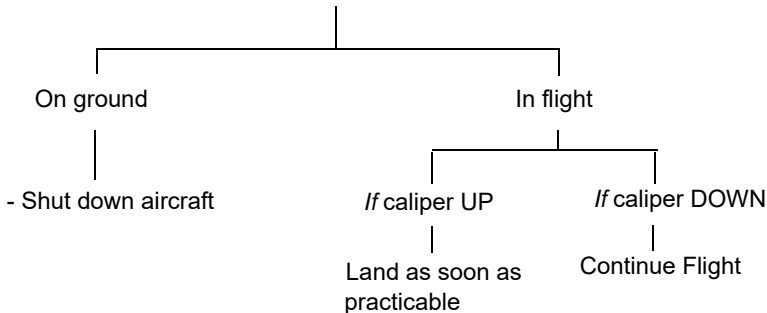 On ground
In flight
- Shut down aircraft
If caliper UP
If caliper DOWN
Land as soon as
practicable
Continue Flight